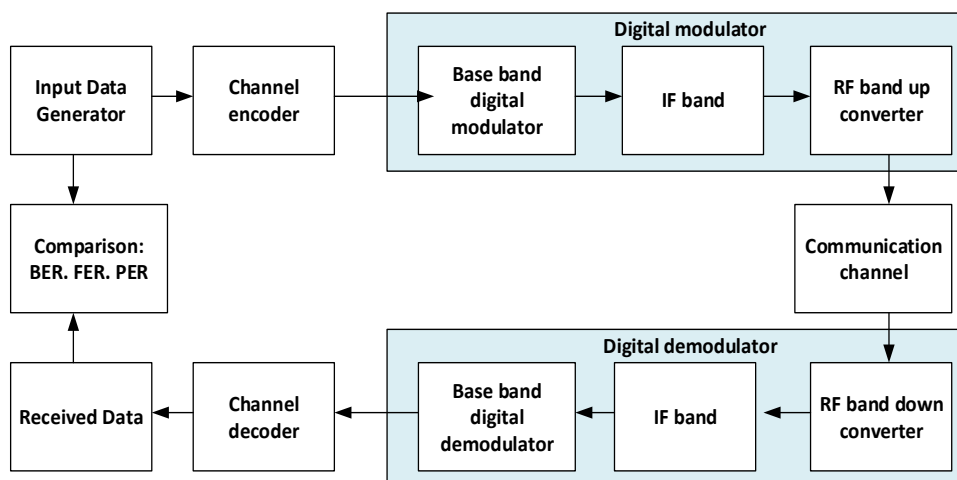 Digital modulator
Input Data
Generator
Channel
encoder
Base band
digital
modulator
IF band
RF band up
converter
Comparison:
BER. FER. PER
Communication
channel
Digital demodulator
Received Data
Channel
decoder
Base band
digital
demodulator
IF band
RF band down
converter